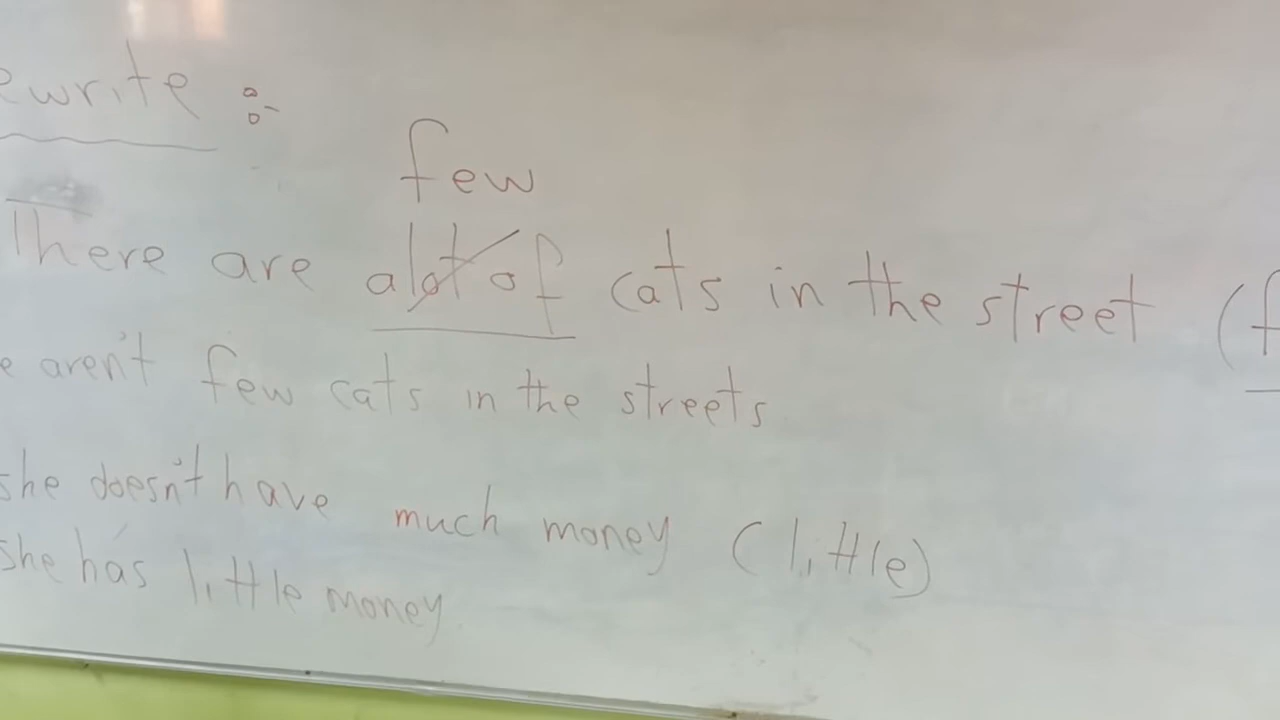 ewrite :-
few
There are alot of cats in the street (f
e aren't few cats in the streets
she doesn't have much money (little)
she has little money.